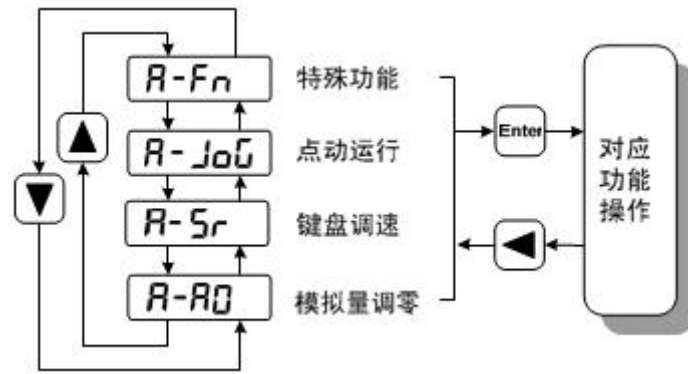 A-Fn 特殊功能
A-JoG 点动运行
A-Sr 键盘调速
A-A0 模拟量调零
Enter
对应
功能
操作